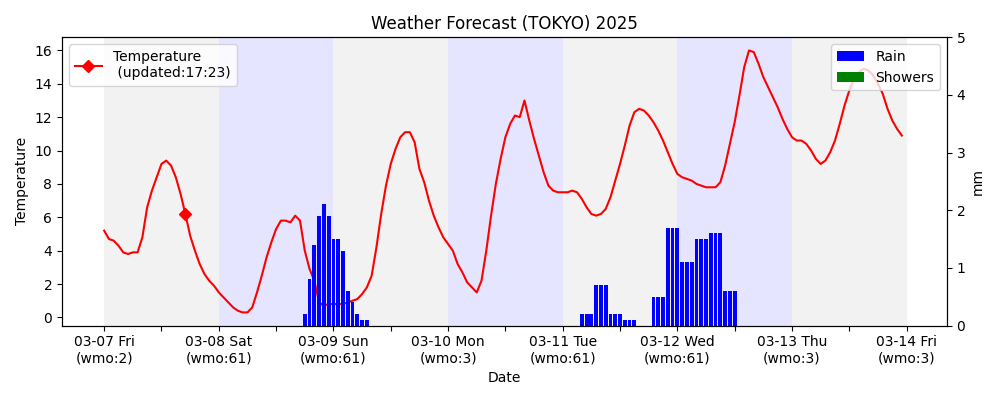 Weather Forecast (TOKYO) 2025
Temperature
(updated:17:23)
Rain
Showers
16
14
12
10
8
6
4
2
0
Temperature
5
4
3
2
1
0
mm
03-07 Fri
(wmo:2)
03-08 Sat
(wmo:61)
03-09 Sun
(wmo:61)
03-10 Mon
(wmo:3)
03-11 Tue
(wmo:61)
03-12 Wed
(wmo:61)
03-13 Thu
(wmo:3)
03-14 Fri
(wmo:3)
Date